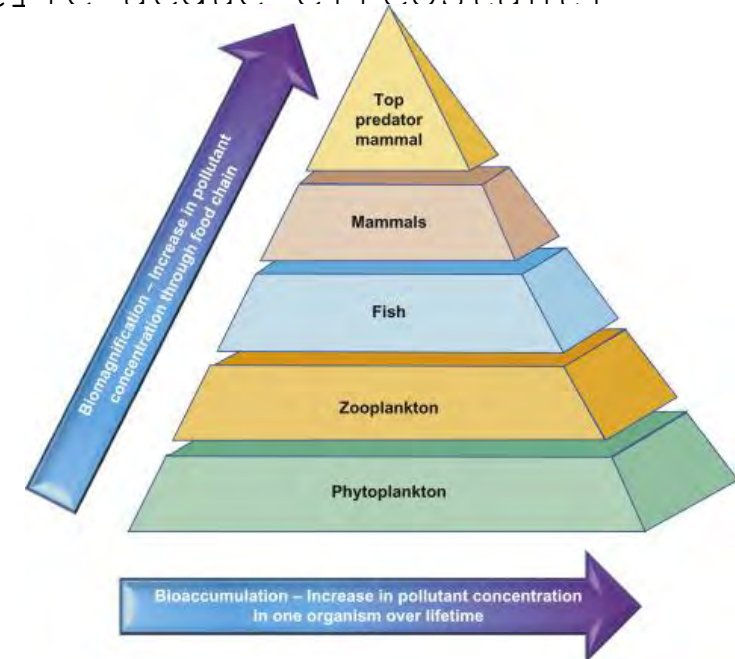 Top
predator
mammal
Mammals
Fish
Zooplankton
Phytoplankton
Biomagnification – Increase in pollutant
concentration through food chain
Bioaccumulation – Increase in pollutant concentration
in one organism over lifetime